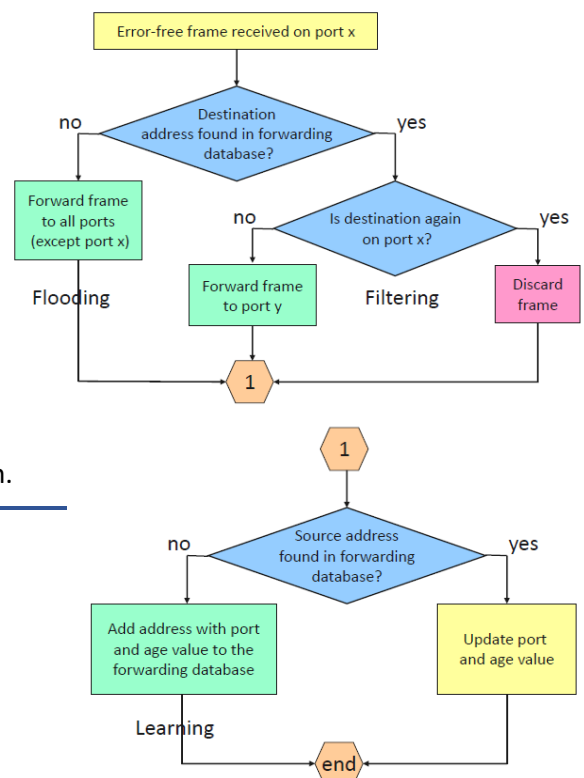 Error-free frame received on port x
Destination
address found in forwarding
database?
no
yes
Forward frame
to all ports
(except port x)
Flooding
Is destination again
on port x?
no
yes
Forward frame
to port y
Filtering
Discard
frame
1
n.
1
Source address
found in forwarding
database?
no
yes
Add address with port
and age value to the
forwarding database
Update port
and age value
Learning
end